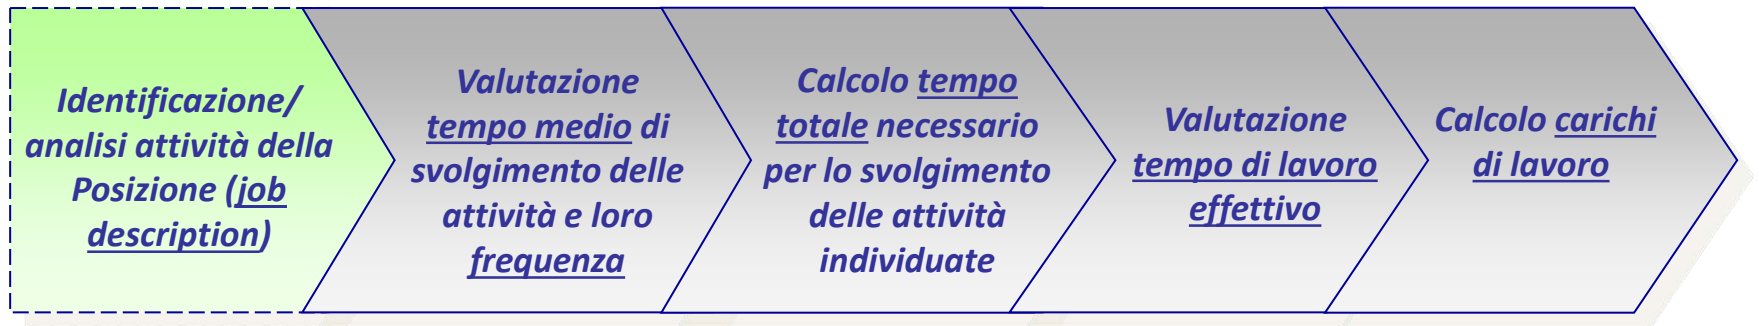 Identificazione/
analisi attività della
Posizione (job
description)
Valutazione
tempo medio di
svolgimento delle
attività e loro
frequenza
Calcolo tempo
totale necessario
per lo svolgimento
delle attività
individuate
Valutazione
tempo di lavoro
effettivo
Calcolo carichi
di lavoro